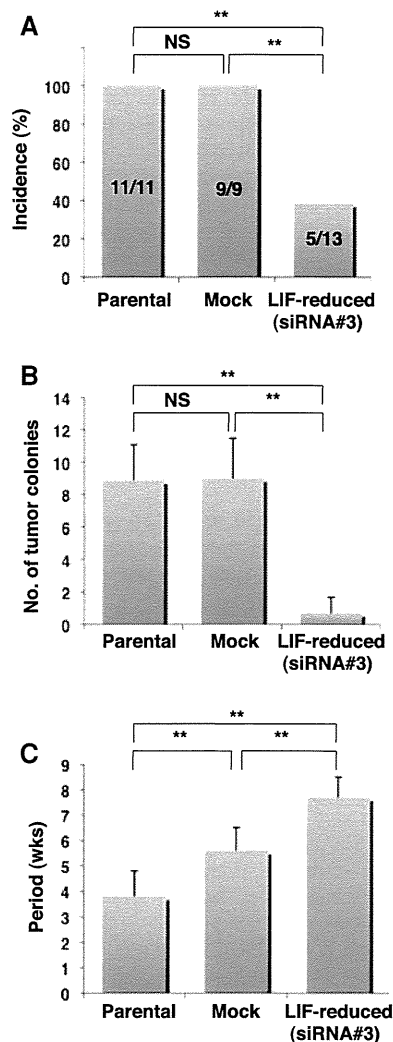 A
**
NS
**
Incidence (%)
100
80
60
40
20
0
11/11
9/9
5/13
Parental
Mock
LIF-reduced
(siRNA#3)
B
**
NS
**
No. of tumor colonies
14
12
10
8
6
4
2
0
Parental
Mock
LIF-reduced
(siRNA#3)
C
**
**
**
Period (wks)
9
8
7
6
5
4
3
2
1
0
Parental
Mock
LIF-reduced
(siRNA#3)